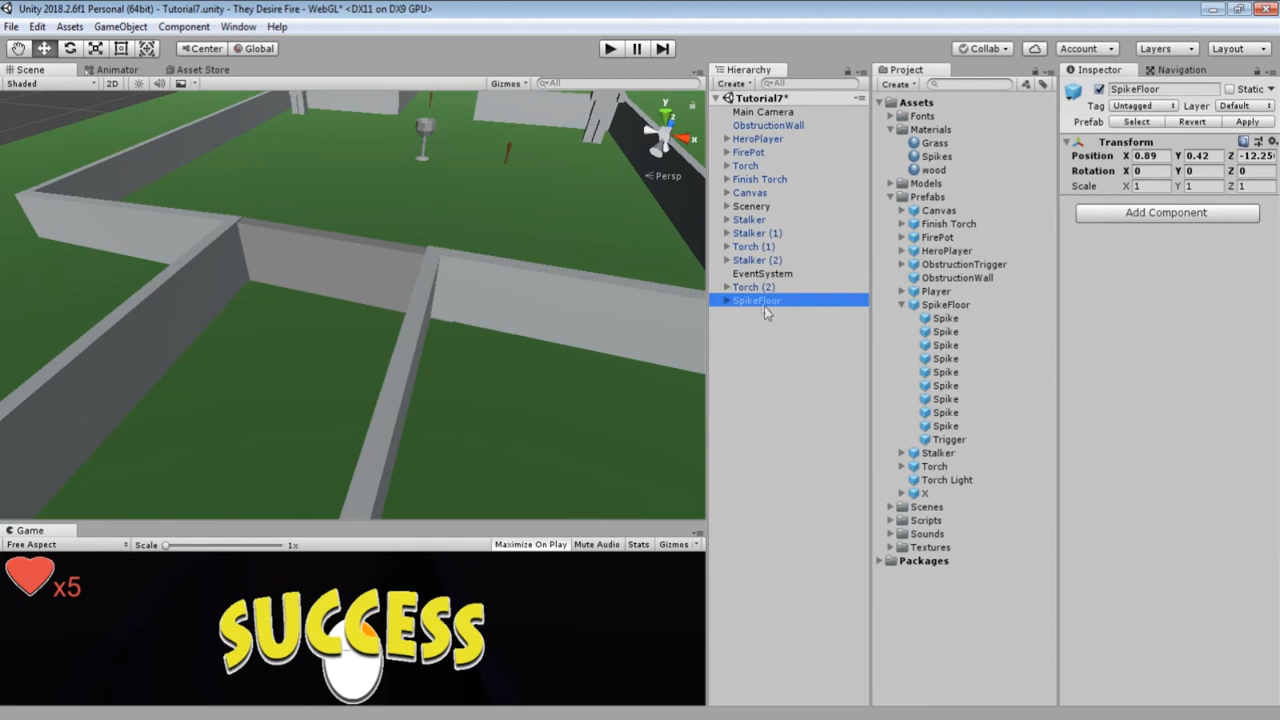 Unity 2018.2.6f1 Personal (64bit) - Tutorial7.unity - They Desire Fire - WebGL* <DX11 on DX9 GPU>
File Edit Assets GameObject Component Window Help
Center Global Collab Account Layers Layout
Scene Animator Asset Store
Shaded 2D Gizmos All
y
x
z
Persp
Game
Free Aspect Scale 1x Maximize On Play Mute Audio Stats Gizmos
x5
SUCCESS
Hierarchy
Create All
Tutorial7*
Main Camera
ObstructionWall
HeroPlayer
FirePot
Torch
Finish Torch
Canvas
Scenery
Stalker
Stalker (1)
Torch (1)
Stalker (2)
EventSystem
Torch (2)
SpikeFloor
Project
Create
Assets
Fonts
Materials
Grass
Spikes
wood
Models
Prefabs
Canvas
Finish Torch
FirePot
HeroPlayer
ObstructionTrigger
ObstructionWall
Player
SpikeFloor
Spike
Spike
Spike
Spike
Spike
Spike
Spike
Spike
Spike
Trigger
Stalker
Torch
Torch Light
X
Scenes
Scripts
Sounds
Textures
Packages
Inspector Navigation
SpikeFloor Static
Tag Untagged Layer Default
Prefab Select Revert Apply
Transform
Position X 0.89 Y 0.42 Z -12.25
Rotation X 0 Y 0 Z 0
Scale X 1 Y 1 Z 1
Add Component